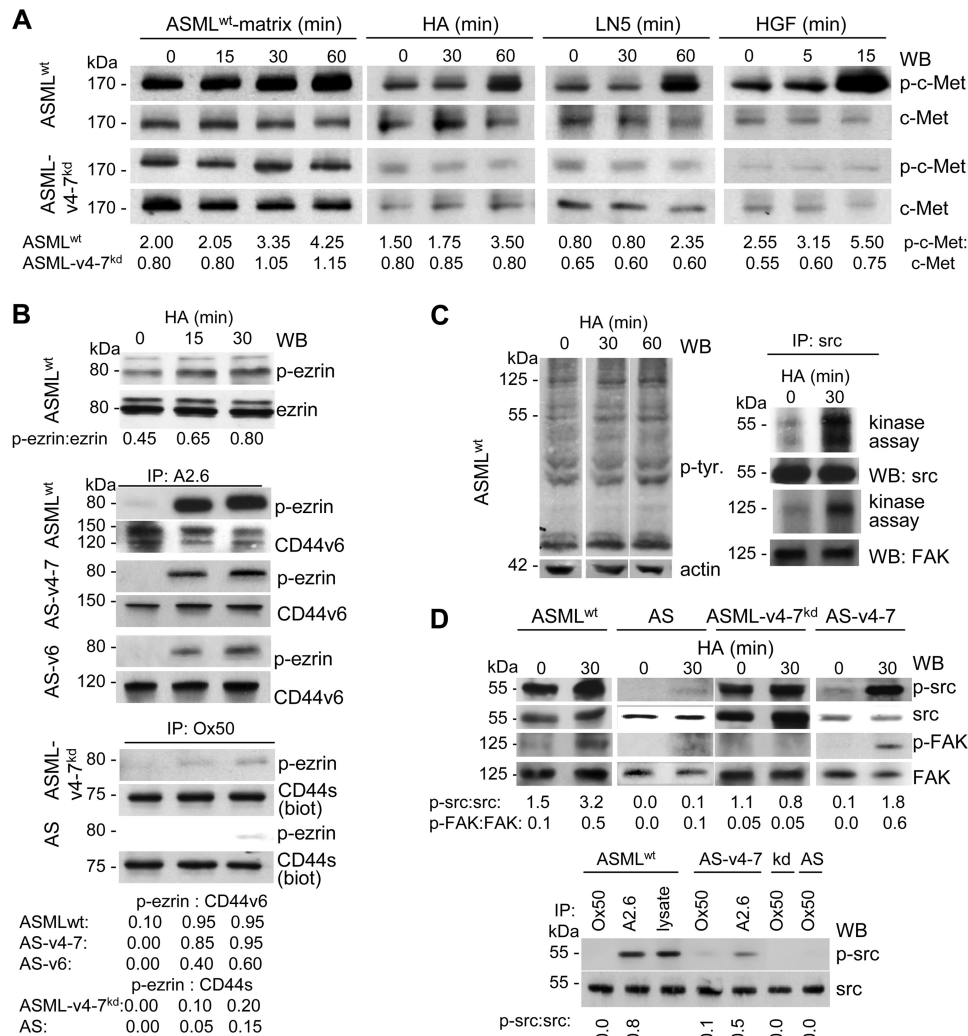 A
ASMLwt-matrix (min) HA (min) LN5 (min) HGF (min)
kDa 0 15 30 60 0 30 60 0 30 60 0 5 15 WB
ASMLwt
170 - p-c-Met
170 - c-Met
ASML-v4-7kd
170 - p-c-Met
170 - c-Met
ASMLwt 2.00 2.05 3.35 4.25 1.50 1.75 3.50 0.80 0.80 2.35 2.55 3.15 5.50 p-c-Met:
ASML-v4-7kd 0.80 0.80 1.05 1.15 0.80 0.85 0.80 0.65 0.60 0.60 0.55 0.60 0.75 c-Met
B
HA (min)
kDa 0 15 30 WB
ASMLwt
80 - p-ezrin
80 - ezrin
p-ezrin:ezrin 0.45 0.65 0.80
kDa IP: A2.6
ASMLwt
80 - p-ezrin
150 -
120 - CD44v6
AS-v4-7
80 - p-ezrin
150 - CD44v6
AS-v6
80 - p-ezrin
120 - CD44v6
IP: Ox50
ASML-v4-7kd
80 - p-ezrin
75 - CD44s (biot)
AS
80 - p-ezrin
75 - CD44s (biot)
p-ezrin : CD44v6
ASMLwt: 0.10 0.95 0.95
AS-v4-7: 0.00 0.85 0.95
AS-v6: 0.00 0.40 0.60
p-ezrin : CD44s
ASML-v4-7kd: 0.00 0.10 0.20
AS: 0.00 0.05 0.15
C
HA (min)
kDa 0 30 60 WB
ASMLwt
125 -
55 -
p-tyr.
42 - actin
IP: src
HA (min)
kDa 0 30
55 - kinase assay
55 - WB: src
125 - kinase assay
125 - WB: FAK
D
ASMLwt AS ASML-v4-7kd AS-v4-7
HA (min)
kDa 0 30 0 30 0 30 0 30 WB
55 - p-src
55 - src
125 - p-FAK
125 - FAK
p-src:src: 1.5 3.2 0.0 0.1 1.1 0.8 0.1 1.8
p-FAK:FAK: 0.1 0.5 0.0 0.1 0.05 0.05 0.0 0.6
ASMLwt AS-v4-7 kd AS
IP: Ox50 A2.6 lysate Ox50 A2.6 Ox50 Ox50
kDa WB
55 - p-src
55 - src
p-src:src: